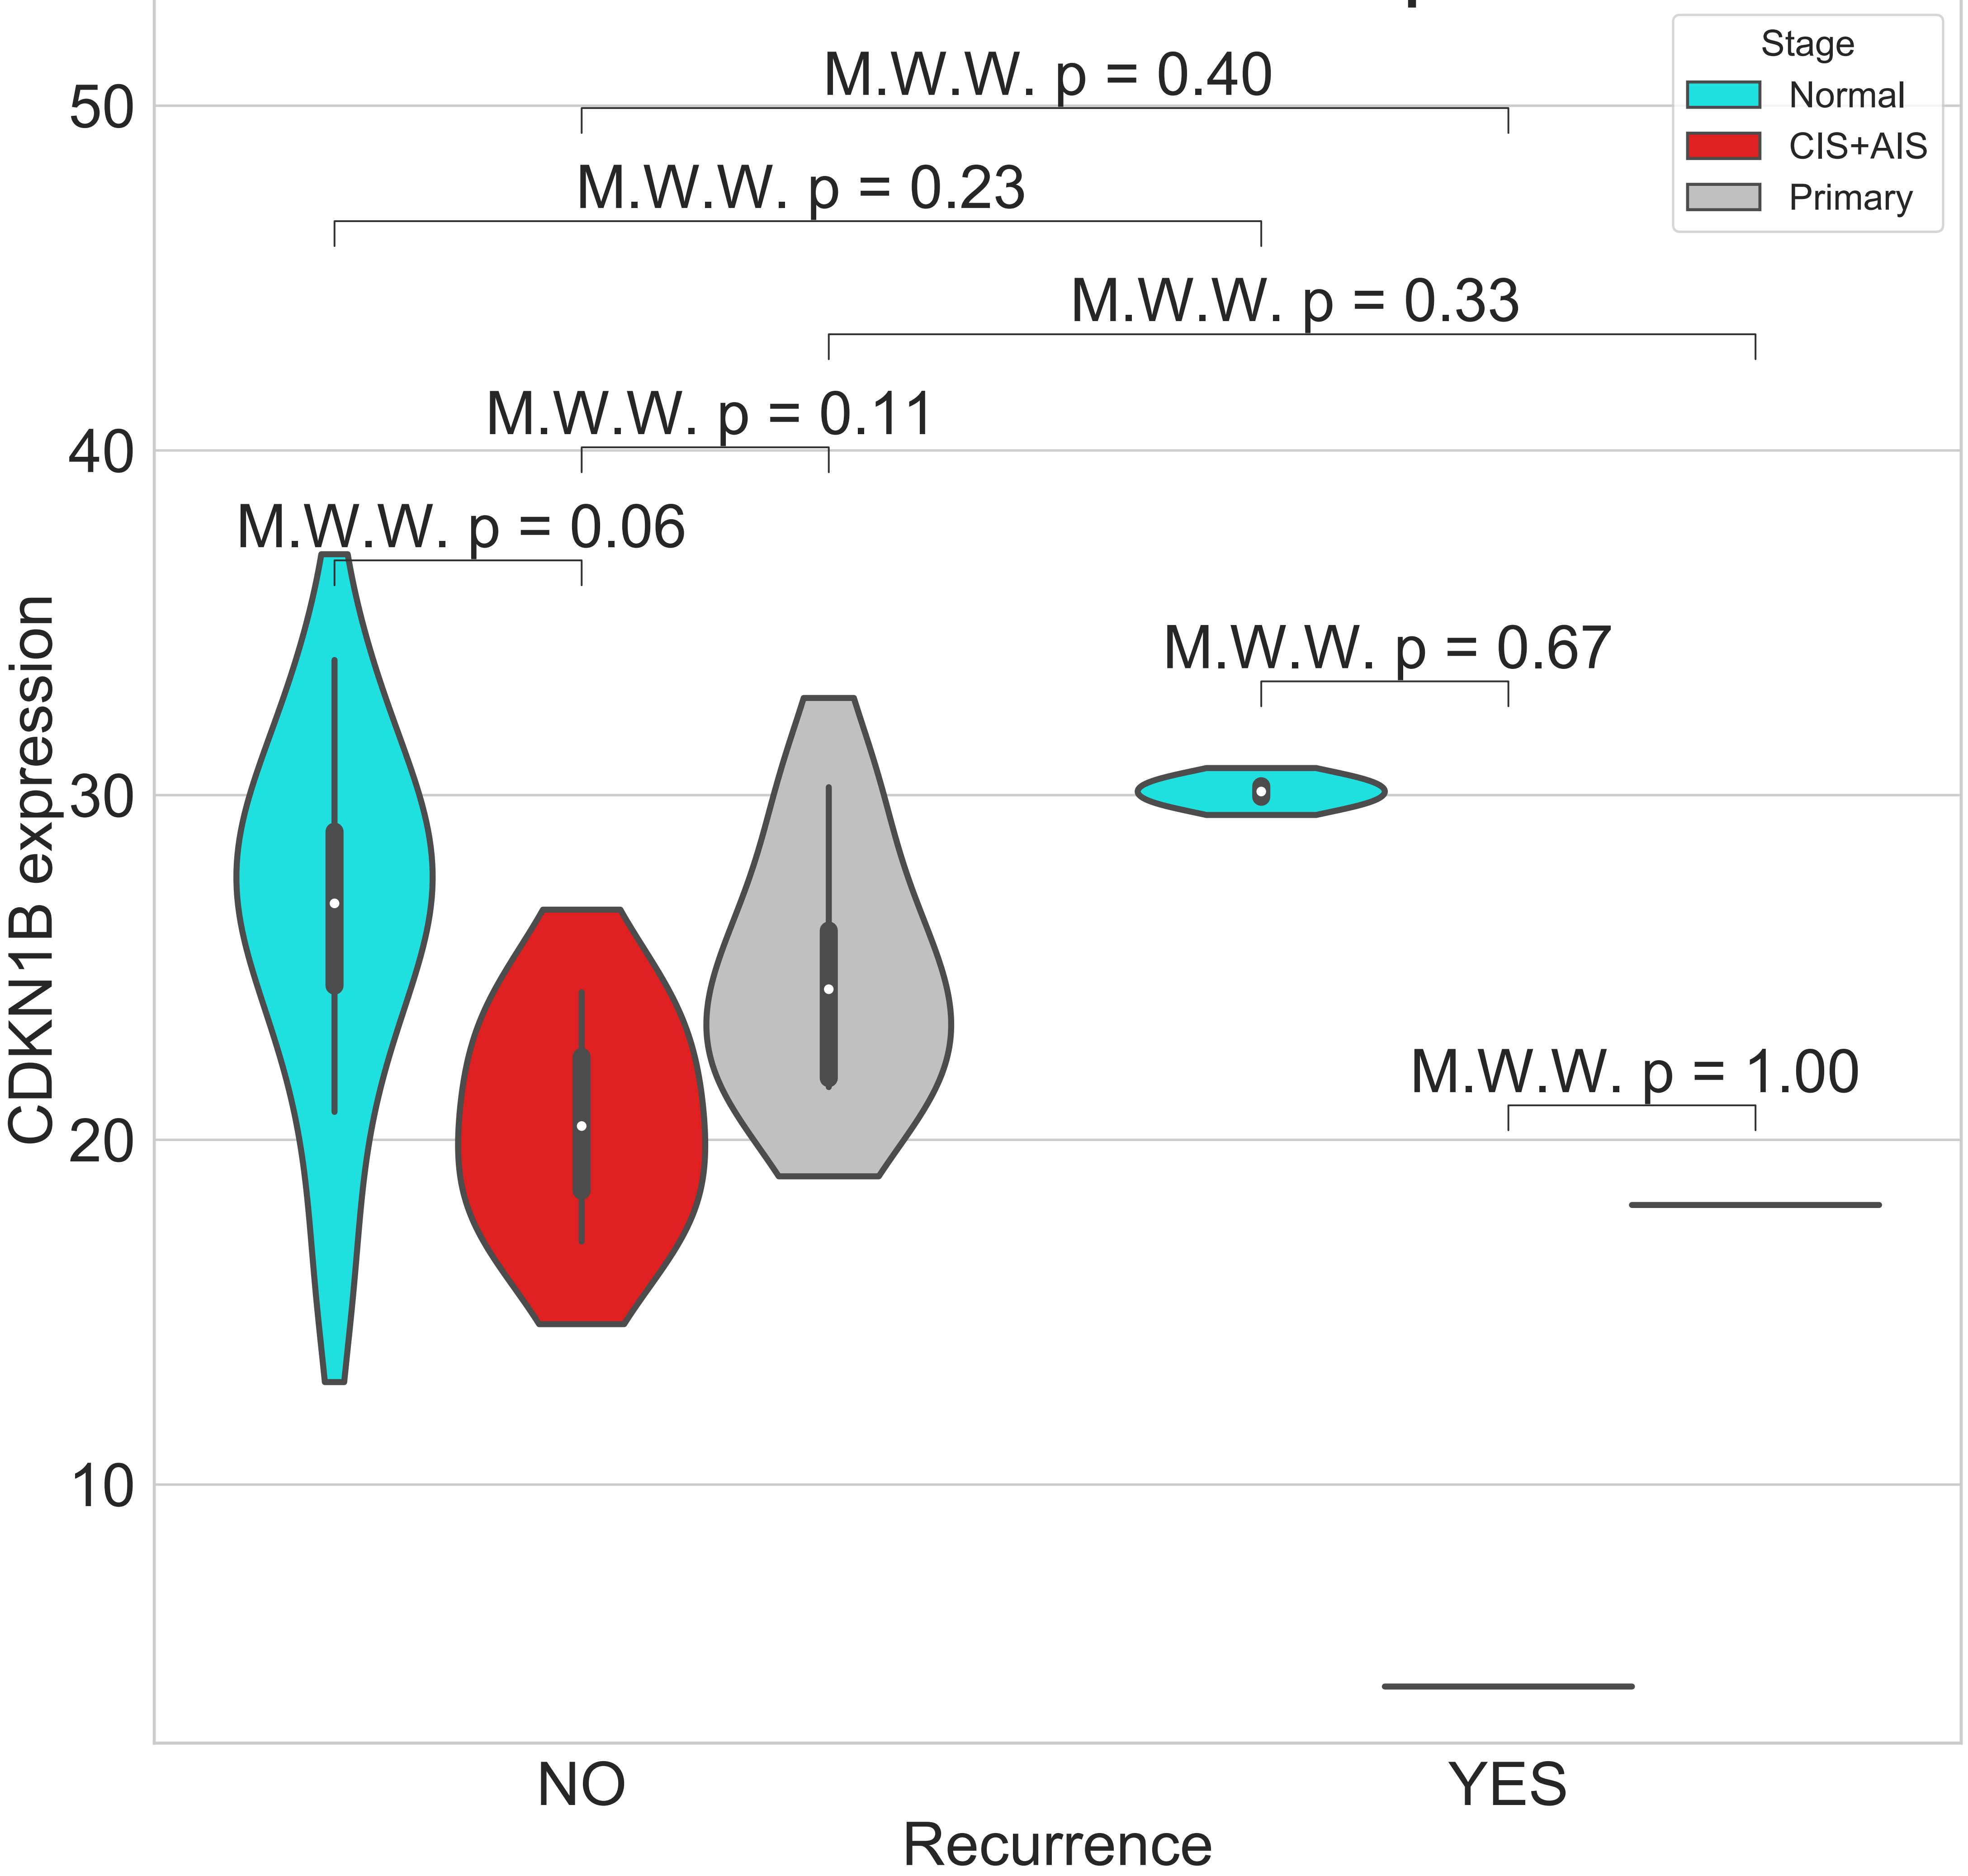 Stage
Normal
CIS+AIS
Primary
M.W.W. p = 0.40
M.W.W. p = 0.23
M.W.W. p = 0.33
M.W.W. p = 0.11
M.W.W. p = 0.06
M.W.W. p = 0.67
M.W.W. p = 1.00
50
40
30
20
10
CDKN1B expression
NO
YES
Recurrence